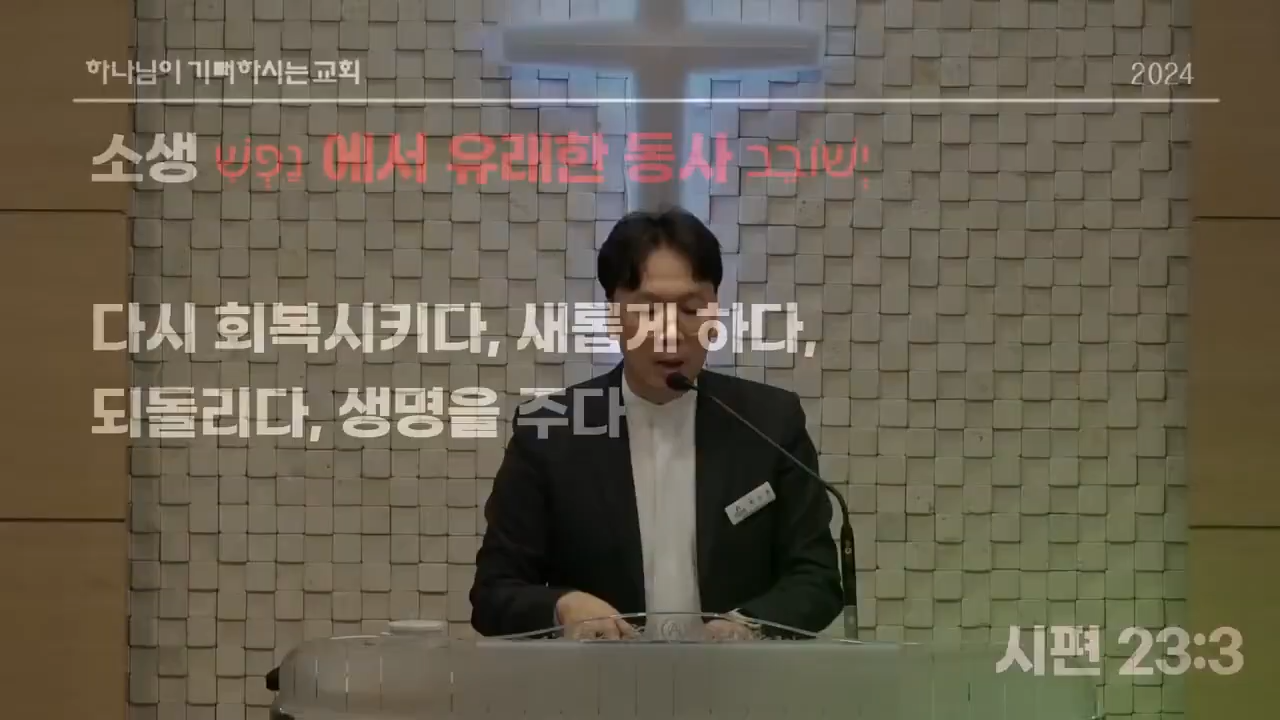 하나님이 기뻐하시는 교회
2024
소생 נַפְשִׁ 에서 유래한 동사 יְשׁוֹבֵב
다시 회복시키다, 새롭게 하다,
되돌리다, 생명을 주다
시편 23:3